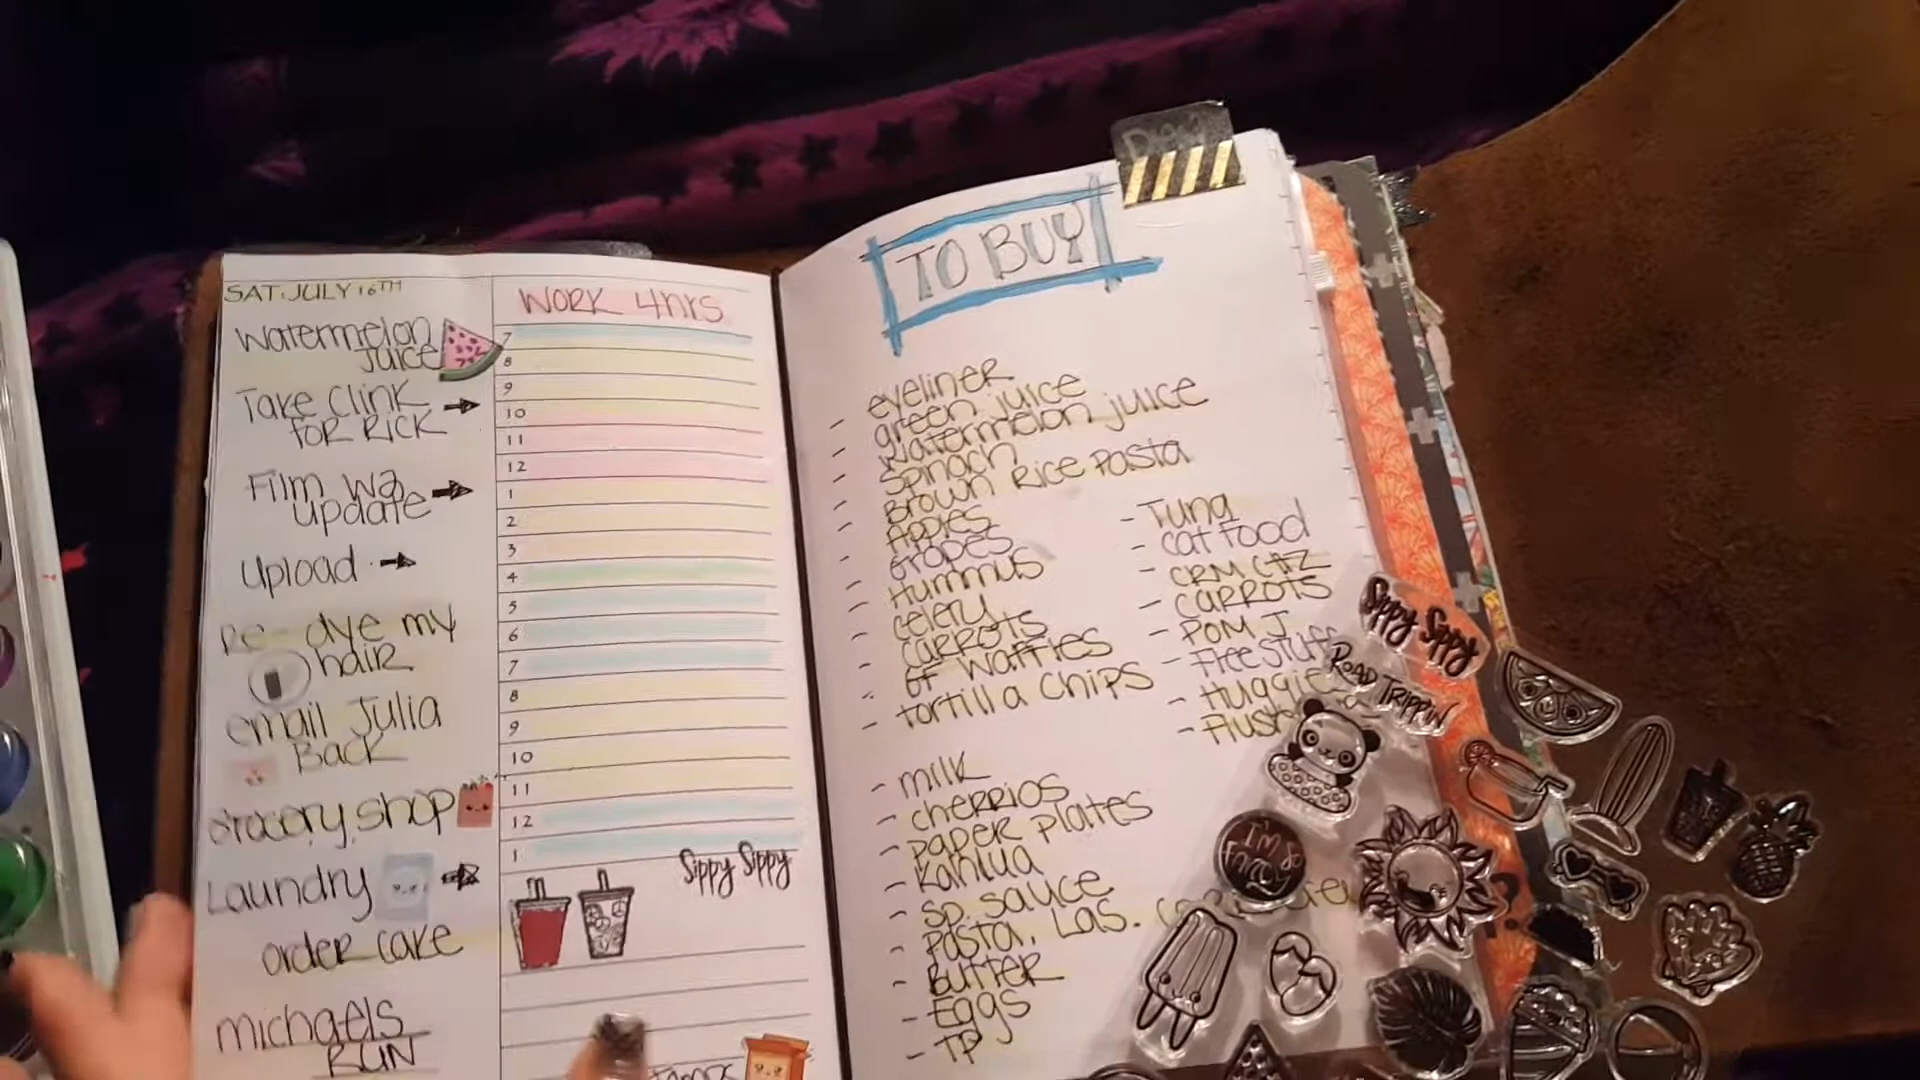 SAT. JULY 16TH
Watermelon
Juice
Take Clink
FOR RICK
Film wa
update
upload
Re-dye my
hair
email Julia
Back
Grocery shop
Laundry
order cake
michaels
RUN
WORK 4hrs
7
8
9
10
11
12
1
2
3
4
5
6
7
8
9
10
11
12
1
Sippy Sippy
TO BUY
- eyeliner
- green juice
- watermelon juice
- spinach
- Brown Rice Pasta
- Apples
- Grapes
- Hummus
- celery
- CARROTS
- GF Waffles
- tortilla chips
- Tuna
- cat food
- CRM CHZ
- CARROTS
- POM J
- Free Stuff
- Huggie
- milk
- cherrios
- paper plates
- Kahlua
- sp. sauce
- Pasta, Las.
- Butter
- Eggs
- TP
Sippy Sippy
ROAD TRIPPIN'
I'm so
fancy